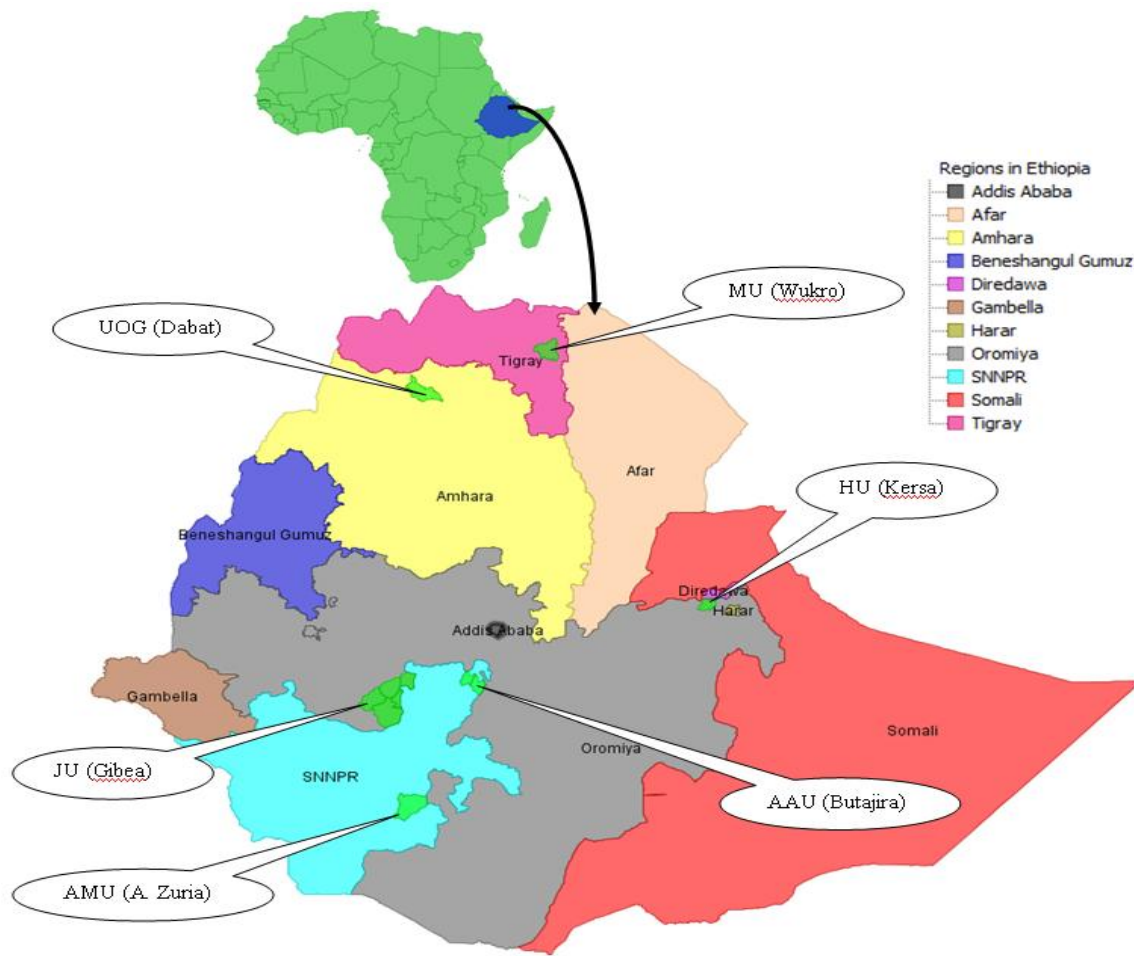 Regions in Ethiopia
Addis Ababa
Afar
Amhara
Beneshangul Gumuz
Diredawa
Gambella
Harar
Oromiya
SNNPR
Somali
Tigray
MU (Wukro)
UOG (Dabat)
Tigray
Afar
HU (Kersa)
Amhara
Beneshangul Gumuz
Diredawa
Harar
Addis Ababa
Gambella
Somali
Oromiya
JU (Gibea)
SNNPR
AAU (Butajira)
AMU (A. Zuria)